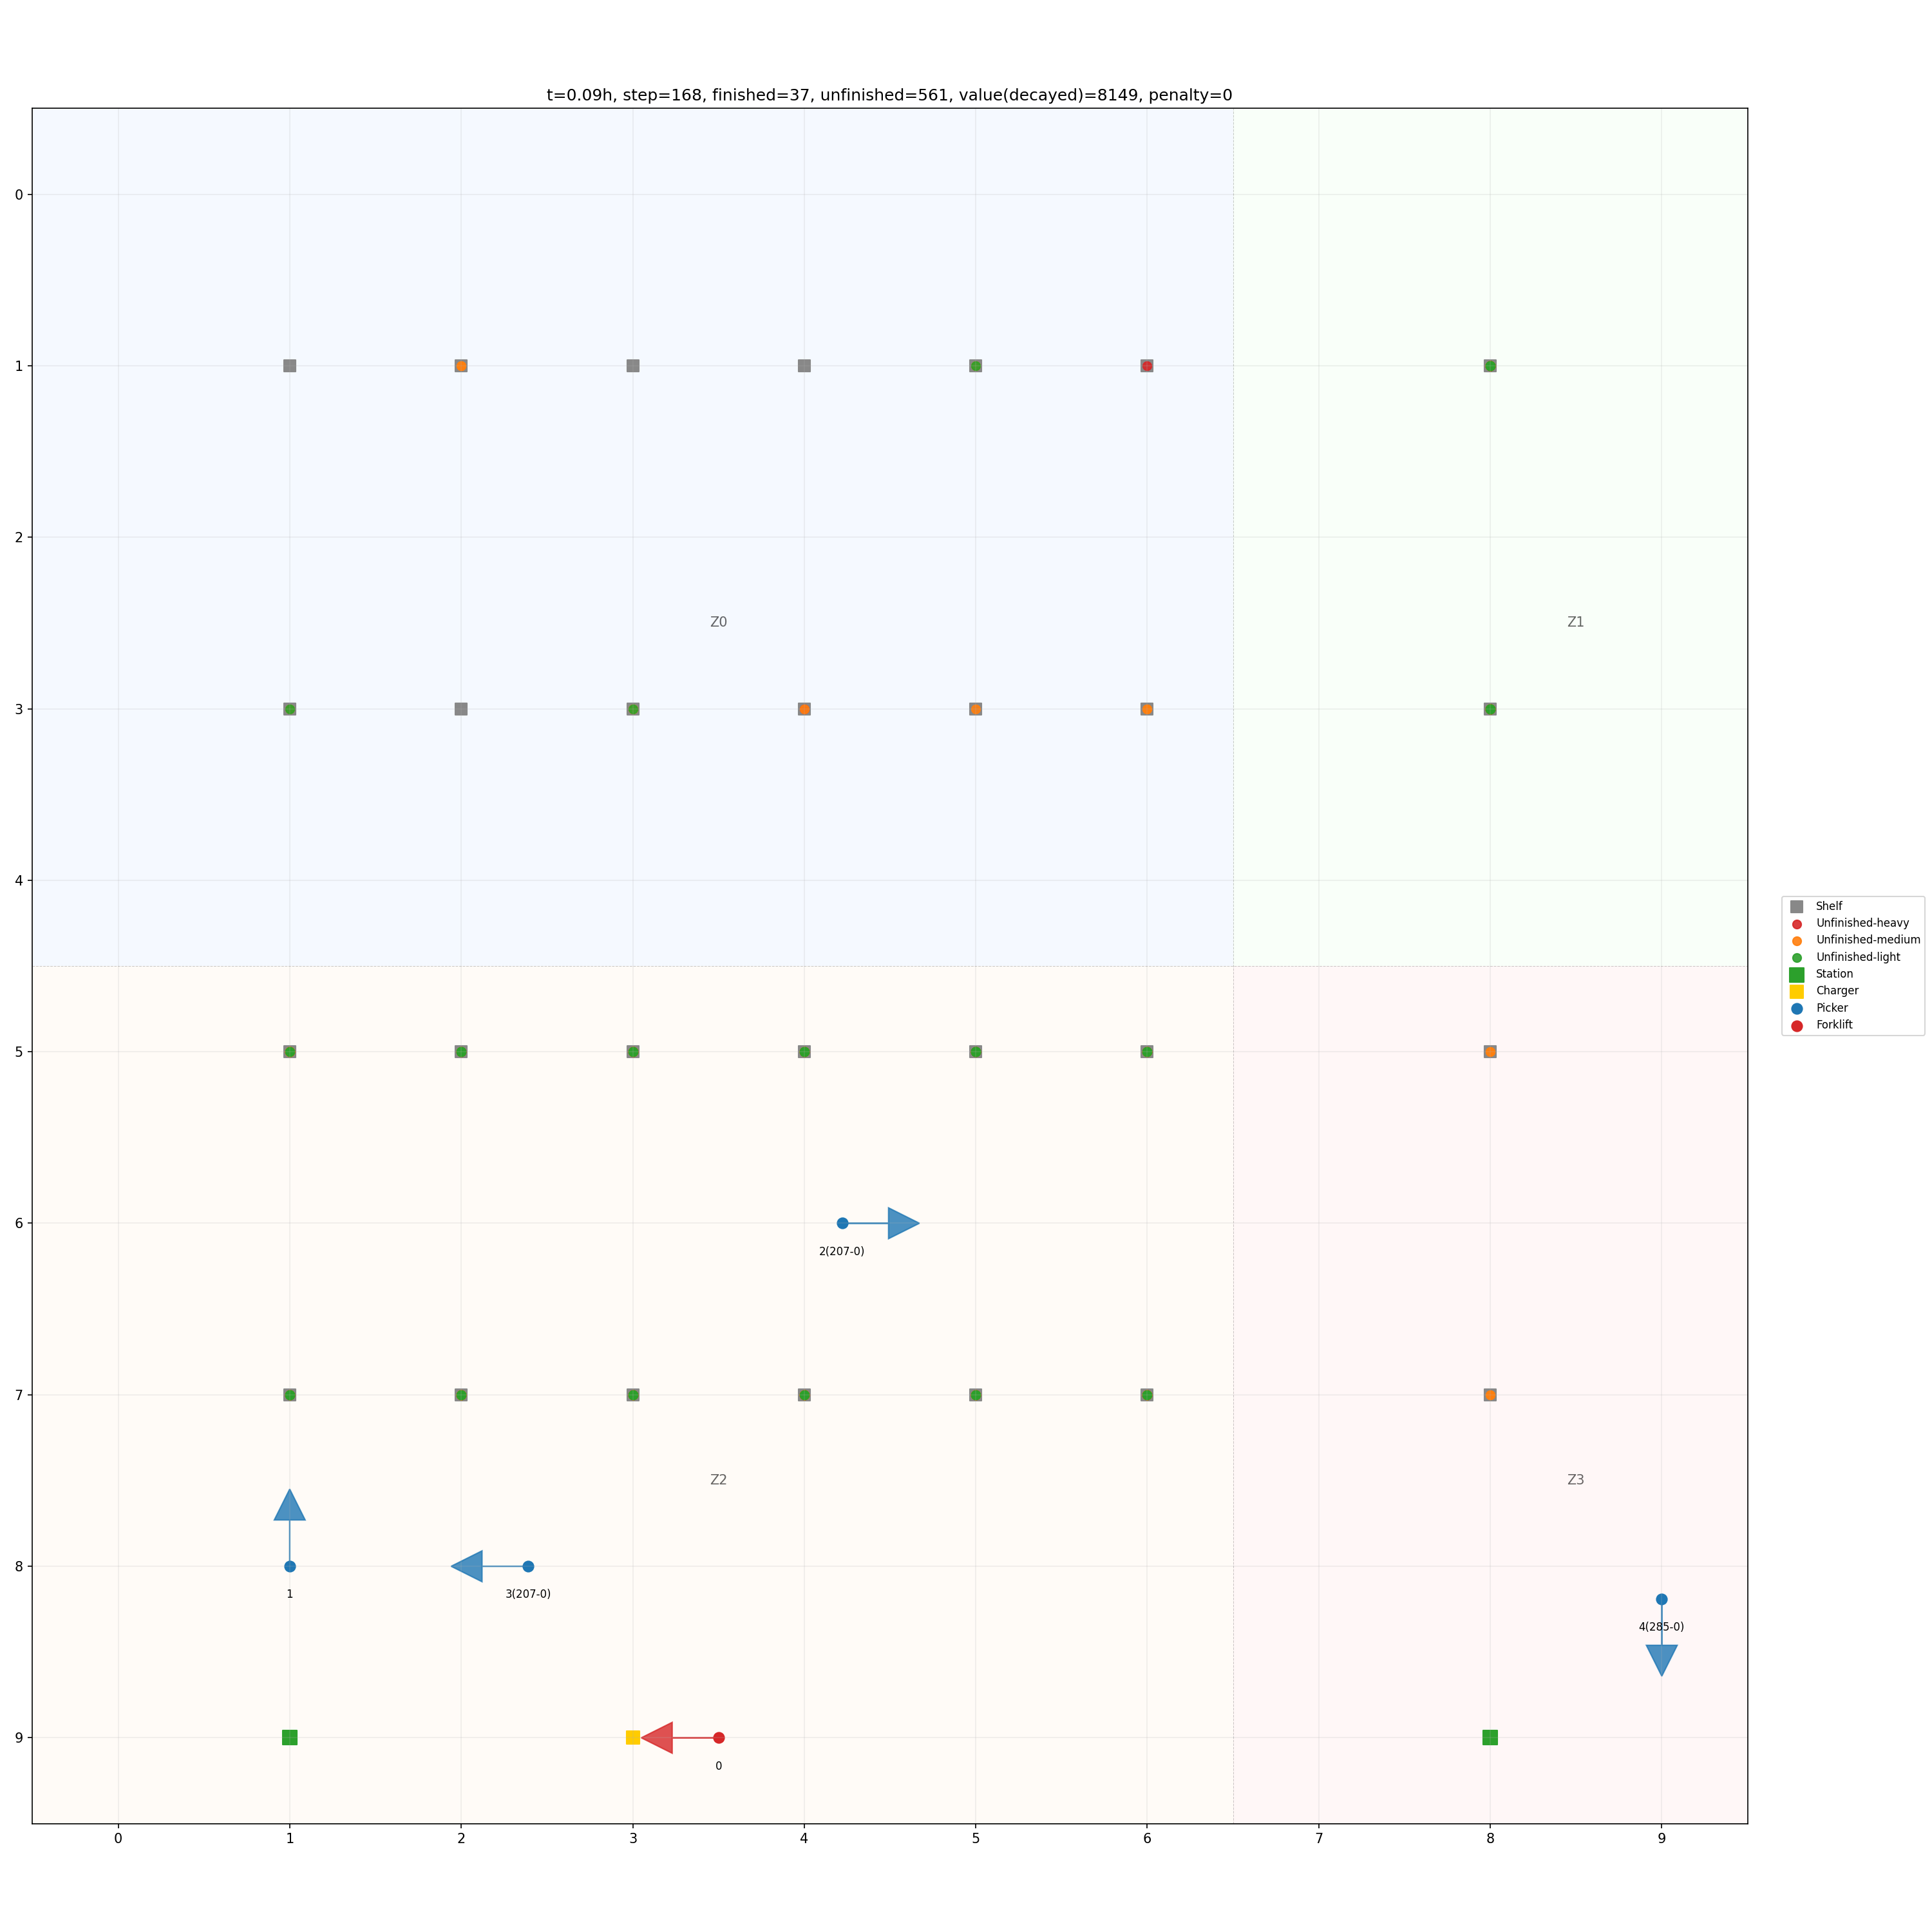 t=0.09h, step=168, finished=37, unfinished=561, value(decayed)=8149, penalty=0
0
1
2
Z0
Z1
3
4
Shelf
Unfinished-heavy
Unfinished-medium
Unfinished-light
Station
Charger
Picker
Forklift
5
6
2(207-0)
7
Z2
Z3
8
1
3(207-0)
4(285-0)
9
0
0 1 2 3 4 5 6 7 8 9